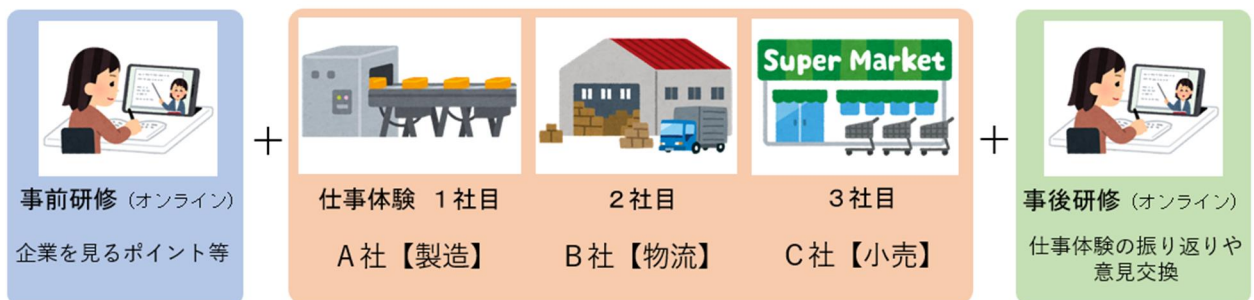 事前研修（オンライン）
企業を見るポイント等
+
Super Market
仕事体験 1社目
2社目
3社目
A社【製造】
B社【物流】
C社【小売】
+
事後研修（オンライン）
仕事体験の振り返りや
意見交換